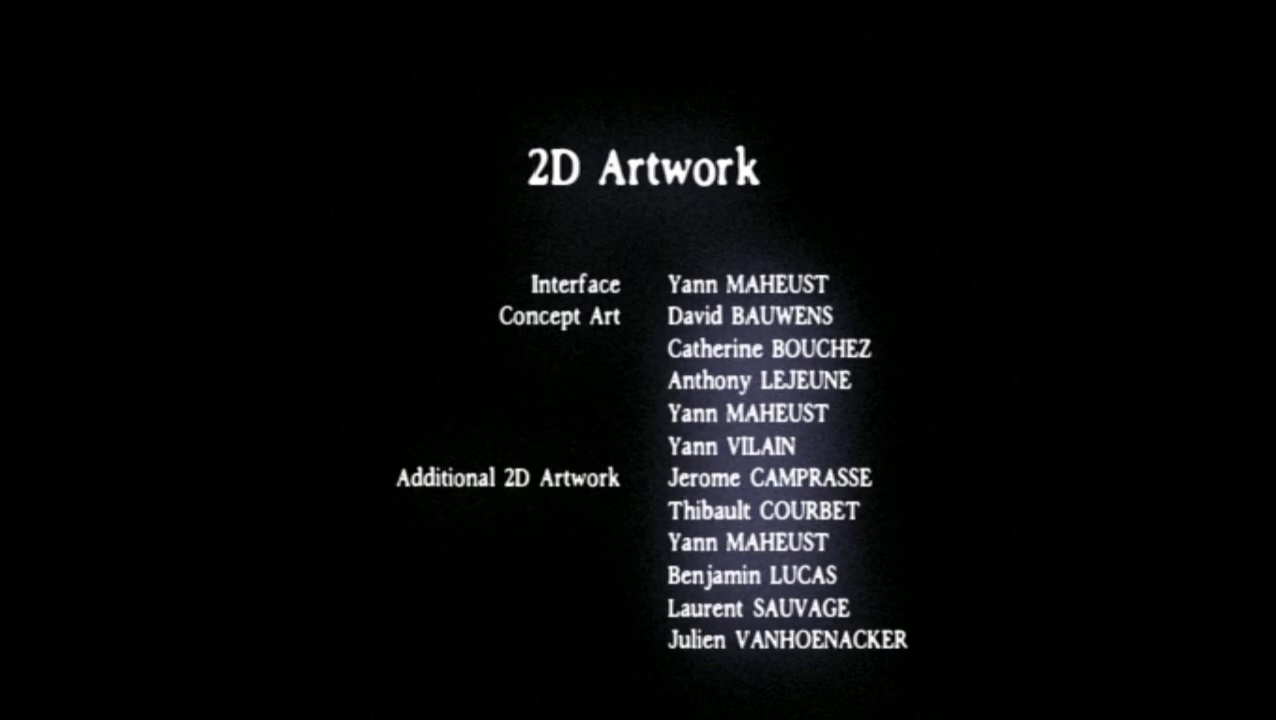 2D Artwork
Interface Yann MAHEUST
Concept Art David BAUWENS
Catherine BOUCHEZ
Anthony LEJEUNE
Yann MAHEUST
Yann VILAIN
Additional 2D Artwork Jerome CAMPRASSE
Thibault COURBET
Yann MAHEUST
Benjamin LUCAS
Laurent SAUVAGE
Julien VANHOENACKER